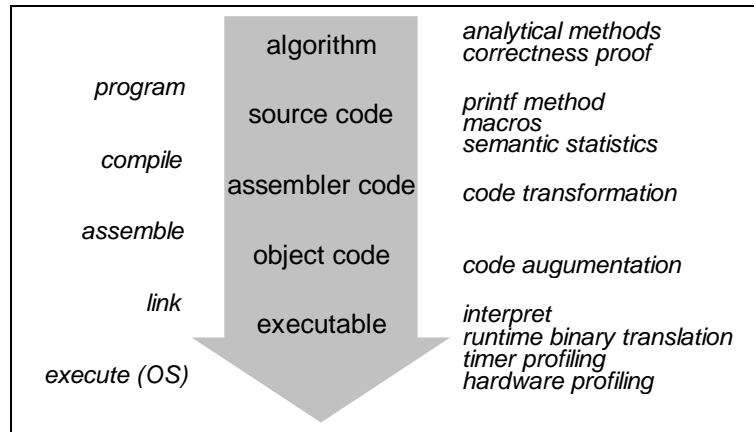 algorithm
analytical methods
correctness proof
program
source code
printf method
macros
semantic statistics
compile
assembler code
code transformation
assemble
object code
code augumentation
link
executable
interpret
runtime binary translation
timer profiling
hardware profiling
execute (OS)